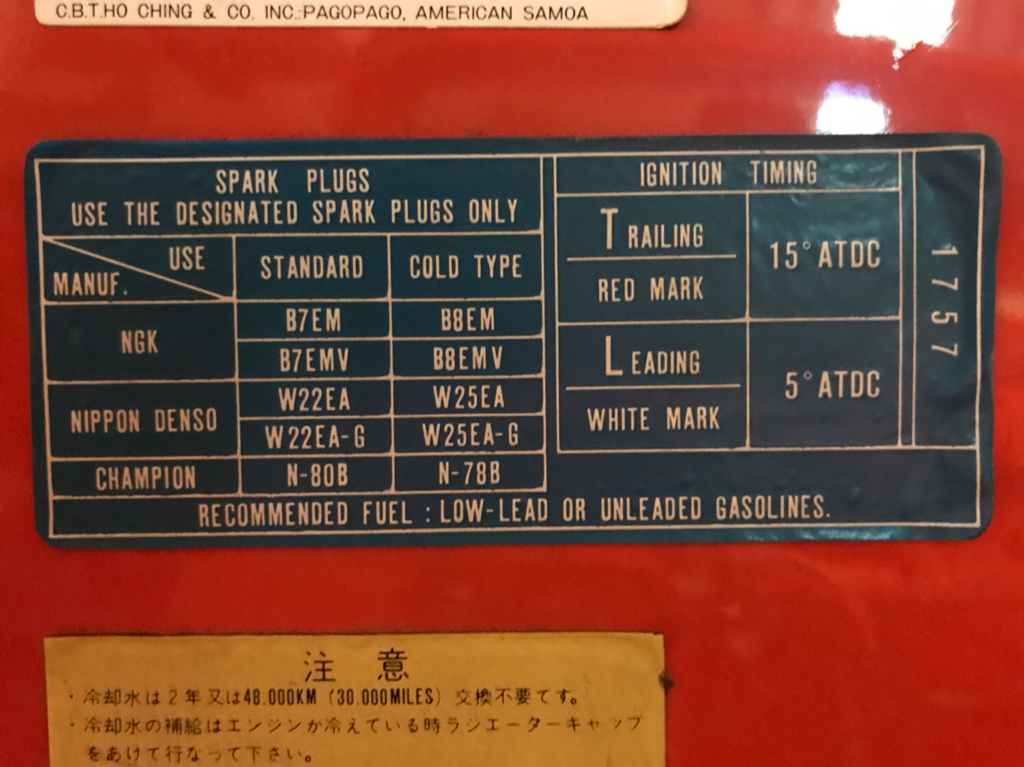 C.B.T.HO CHING & CO. INC.:PAGOPAGO, AMERICAN SAMOA
SPARK PLUGS
USE THE DESIGNATED SPARK PLUGS ONLY
USE
MANUF.
STANDARD
COLD TYPE
NGK
B7EM
B8EM
B7EMV
B8EMV
NIPPON DENSO
W22EA
W25EA
W22EA-G
W25EA-G
CHAMPION
N-80B
N-78B
IGNITION TIMING
TRAILING
RED MARK
15° ATDC
LEADING
WHITE MARK
5° ATDC
1757
RECOMMENDED FUEL : LOW-LEAD OR UNLEADED GASOLINES.
注 意
・冷却水は2年又は48.000KM (30.000MILES) 交換不要です。
・冷却水の補給はエンジンが冷えている時ラジエーターキャップ
をあけて行なって下さい。